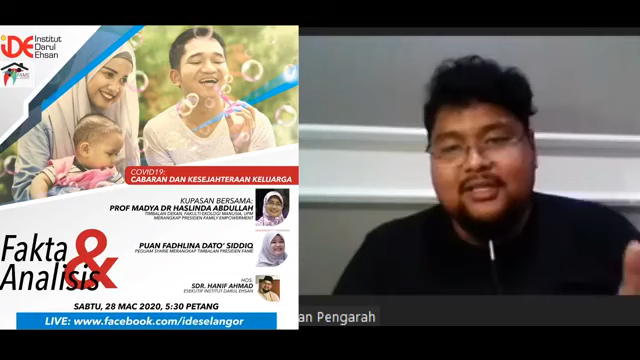 iDE Institut
Darul
Ehsan
COVID19:
CABARAN DAN KESEJAHTERAAN KELUARGA
KUPASAN BERSAMA:
PROF MADYA DR HASLINDA ABDULLAH
TIMBALAN DEKAN, FAKULTI EKOLOGI MANUSIA, UPM
MERANGKAP PRESIDEN FAMILY EMPOWERMENT
PUAN FADHLINA DATO' SIDDIQ
PEGUAM SYARIE MERANGKAP TIMBALAN PRESIDEN FAME
Fakta &
Analisis
HOS:
SDR. HANIF AHMAD
ESEKUTIF INSTITUT DARUL EHSAN
SABTU, 28 MAC 2020, 5:30 PETANG
LIVE: www.facebook.com/ideselangor
an Pengarah